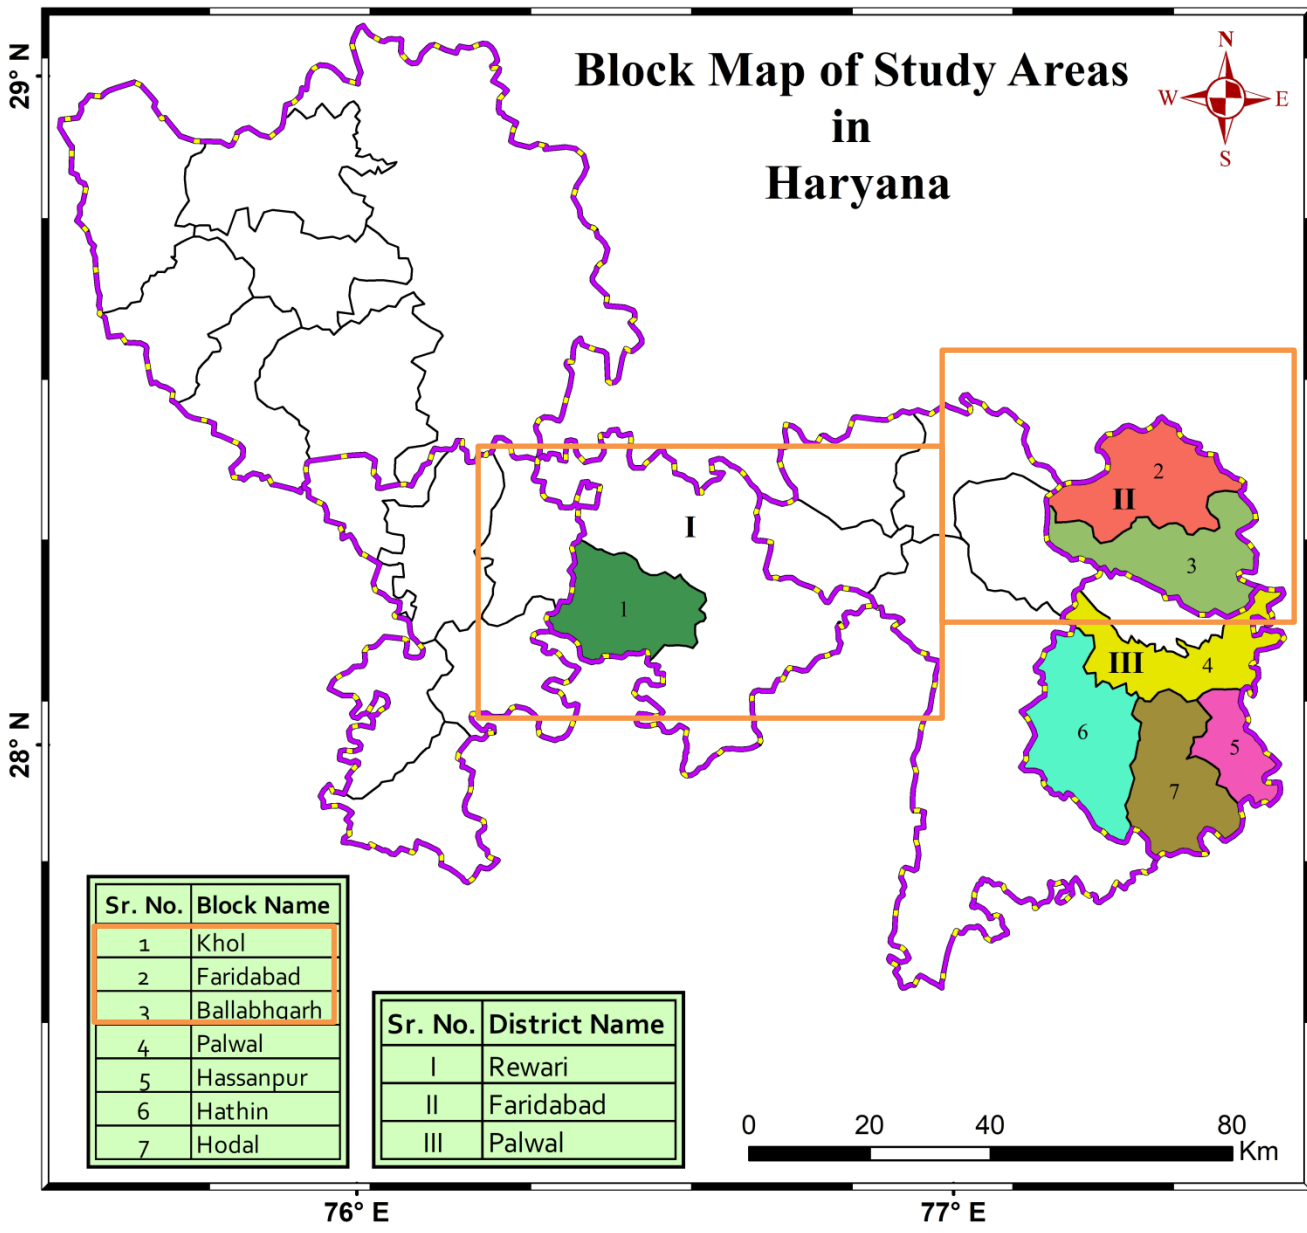 Block Map of Study Areas
in
Haryana
N
W E
S
29° N
28° N
I
1
2
II
3
III
4
5
6
7
Sr. No. Block Name
1 Khol
2 Faridabad
3 Ballabhgarh
4 Palwal
5 Hassanpur
6 Hathin
7 Hodal
Sr. No. District Name
I Rewari
II Faridabad
III Palwal
0 20 40 80
Km
76° E 77° E